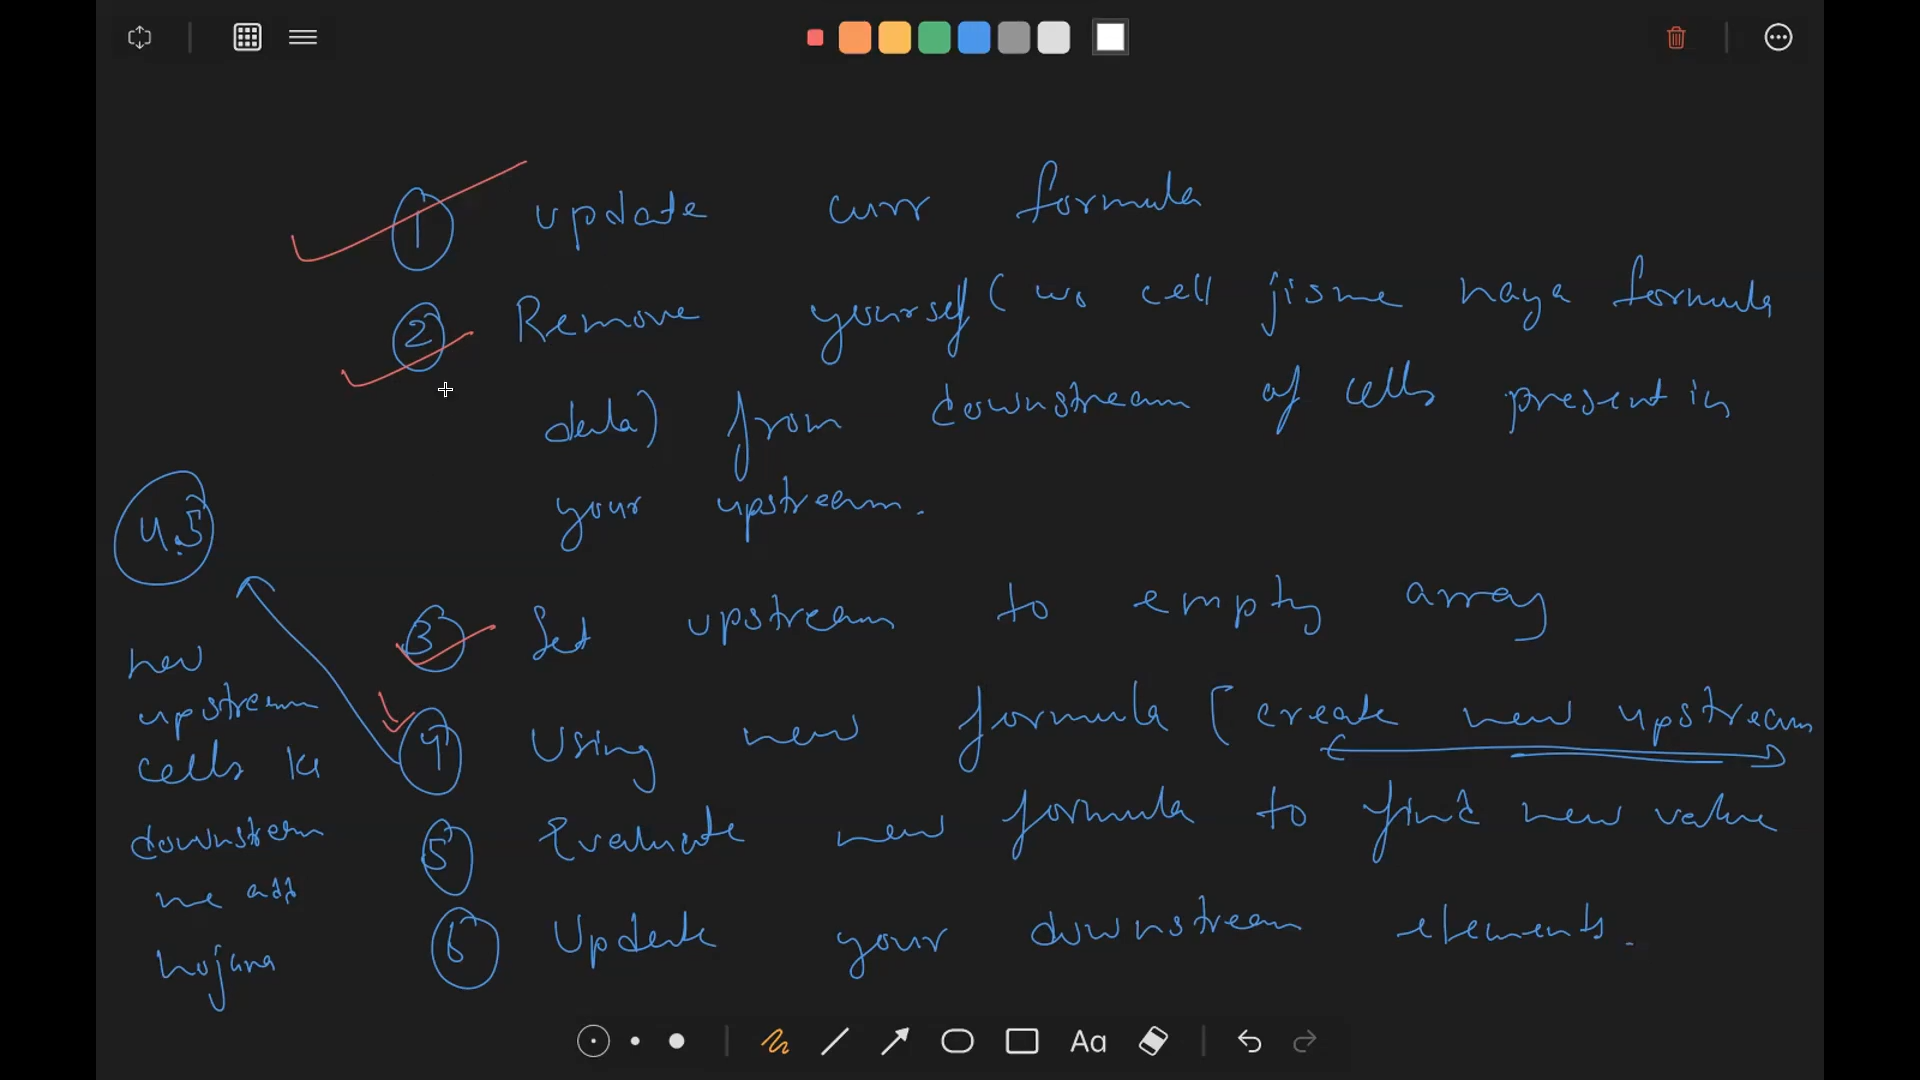 1 update curr formula
2 Remove yourself (wo cell jisme naya formula
dala) from downstream of cells present in
your upstream.
3 Set upstream to empty array
4 Using new formula (create new upstream
5 Evaluate new formula to find new value
6 Update your downstream elements.
4.5
new
upstream
cells ke
downstream
me add
hojana
Aa